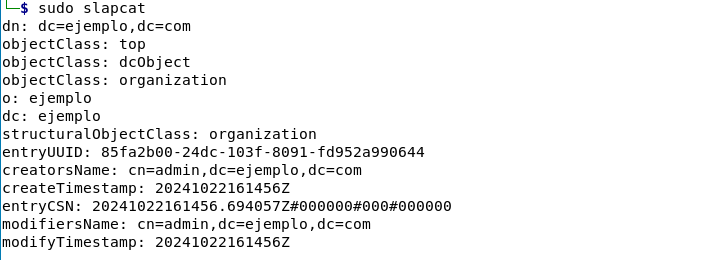 └─$ sudo slapcat
dn: dc=ejemplo,dc=com
objectClass: top
objectClass: dcObject
objectClass: organization
o: ejemplo
dc: ejemplo
structuralObjectClass: organization
entryUUID: 85fa2b00-24dc-103f-8091-fd952a990644
creatorsName: cn=admin,dc=ejemplo,dc=com
createTimestamp: 20241022161456Z
entryCSN: 20241022161456.694057Z#000000#000#000000
modifiersName: cn=admin,dc=ejemplo,dc=com
modifyTimestamp: 20241022161456Z